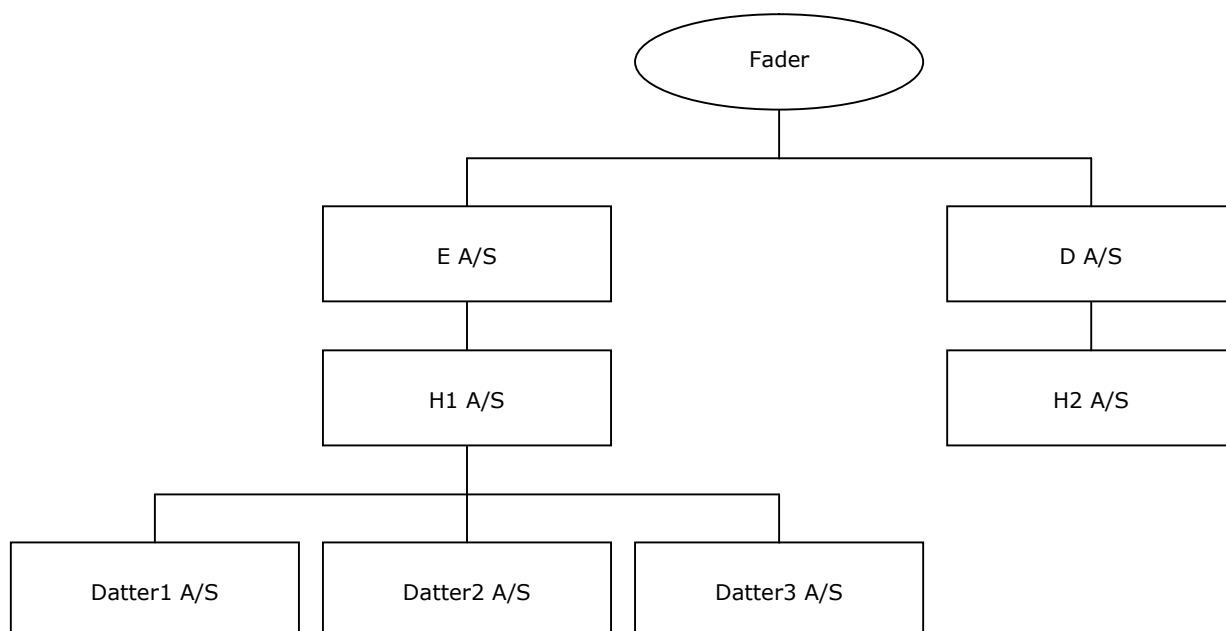 Fader
E A/S
D A/S
H1 A/S
H2 A/S
Datter1 A/S
Datter2 A/S
Datter3 A/S